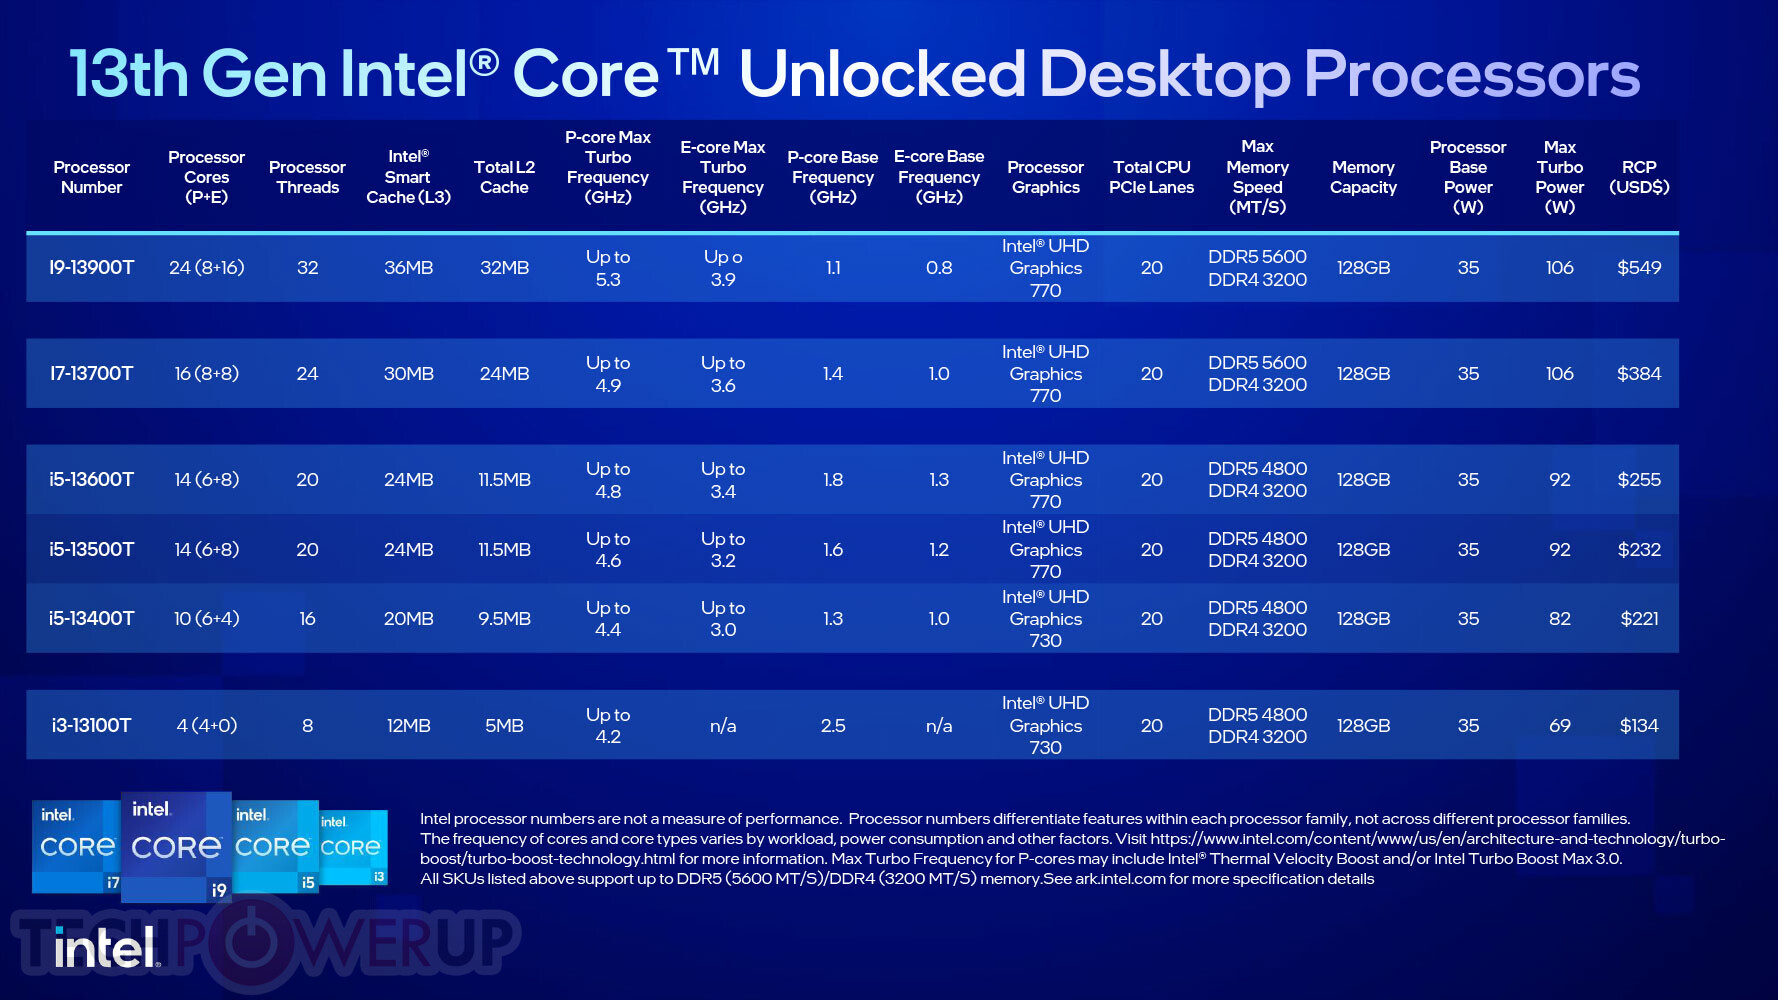 13th Gen Intel® Core™ Unlocked Desktop Processors
Processor Number Processor Cores (P+E) Processor Threads Intel® Smart Cache (L3) Total L2 Cache P-core Max Turbo Frequency (GHz) E-core Max Turbo Frequency (GHz) P-core Base Frequency (GHz) E-core Base Frequency (GHz) Processor Graphics Total CPU PCIe Lanes Max Memory Speed (MT/S) Memory Capacity Processor Base Power (W) Max Turbo Power (W) RCP (USD$)
I9-13900T 24 (8+16) 32 36MB 32MB Up to 5.3 Up o 3.9 1.1 0.8 Intel® UHD Graphics 770 20 DDR5 5600 DDR4 3200 128GB 35 106 $549
I7-13700T 16 (8+8) 24 30MB 24MB Up to 4.9 Up to 3.6 1.4 1.0 Intel® UHD Graphics 770 20 DDR5 5600 DDR4 3200 128GB 35 106 $384
i5-13600T 14 (6+8) 20 24MB 11.5MB Up to 4.8 Up to 3.4 1.8 1.3 Intel® UHD Graphics 770 20 DDR5 4800 DDR4 3200 128GB 35 92 $255
i5-13500T 14 (6+8) 20 24MB 11.5MB Up to 4.6 Up to 3.2 1.6 1.2 Intel® UHD Graphics 770 20 DDR5 4800 DDR4 3200 128GB 35 92 $232
i5-13400T 10 (6+4) 16 20MB 9.5MB Up to 4.4 Up to 3.0 1.3 1.0 Intel® UHD Graphics 730 20 DDR5 4800 DDR4 3200 128GB 35 82 $221
i3-13100T 4 (4+0) 8 12MB 5MB Up to 4.2 n/a 2.5 n/a Intel® UHD Graphics 730 20 DDR5 4800 DDR4 3200 128GB 35 69 $134
intel. CORE i7
intel. CORE i9
intel. CORE i5
intel. CORE i3
Intel processor numbers are not a measure of performance. Processor numbers differentiate features within each processor family, not across different processor families.
The frequency of cores and core types varies by workload, power consumption and other factors. Visit https://www.intel.com/content/www/us/en/architecture-and-technology/turbo-
boost/turbo-boost-technology.html for more information. Max Turbo Frequency for P-cores may include Intel® Thermal Velocity Boost and/or Intel Turbo Boost Max 3.0.
All SKUs listed above support up to DDR5 (5600 MT/S)/DDR4 (3200 MT/S) memory.See ark.intel.com for more specification details
TECHPOWERUP
intel®